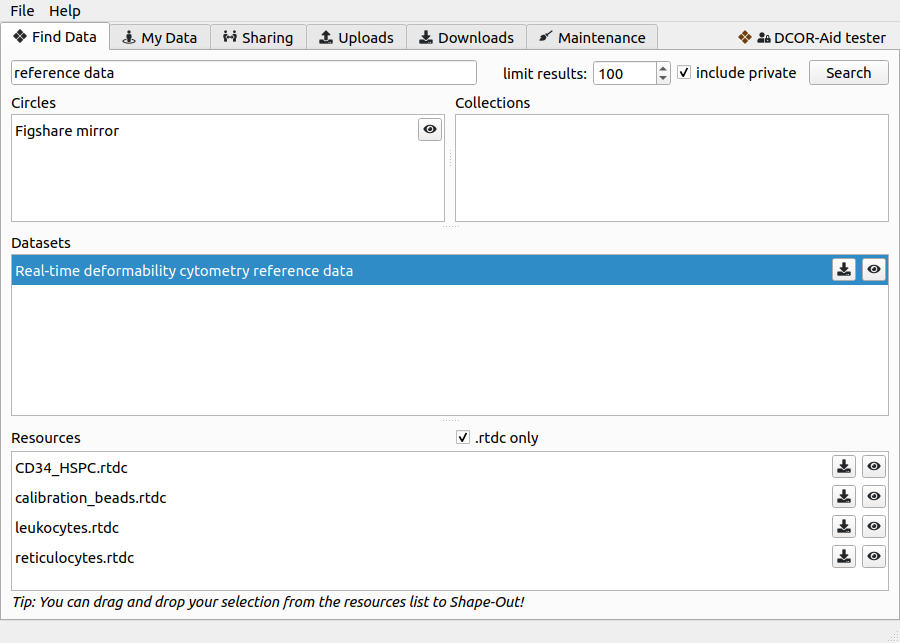 File Help
Find Data My Data Sharing Uploads Downloads Maintenance DCOR-Aid tester
reference data limit results: 100 include private Search
Circles Collections
Figshare mirror
Datasets
Real-time deformability cytometry reference data
Resources .rtdc only
CD34_HSPC.rtdc
calibration_beads.rtdc
leukocytes.rtdc
reticulocytes.rtdc
Tip: You can drag and drop your selection from the resources list to Shape-Out!